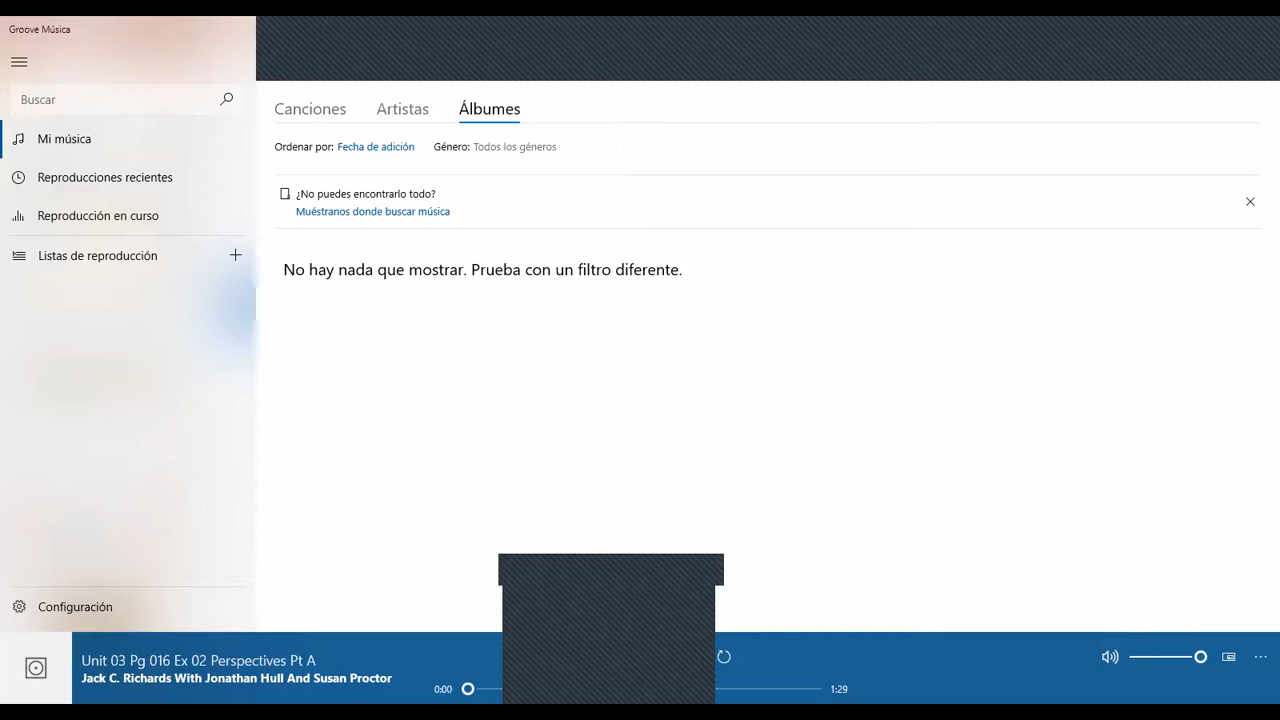 Groove Música
Buscar
Mi música
Reproducciones recientes
Reproducción en curso
Listas de reproducción
Configuración
Canciones Artistas Álbumes
Ordenar por: Fecha de adición Género: Todos los géneros
¿No puedes encontrarlo todo?
Muéstranos donde buscar música
No hay nada que mostrar. Prueba con un filtro diferente.
Unit 03 Pg 016 Ex 02 Perspectives Pt A
Jack C. Richards With Jonathan Hull And Susan Proctor
0:00 1:29